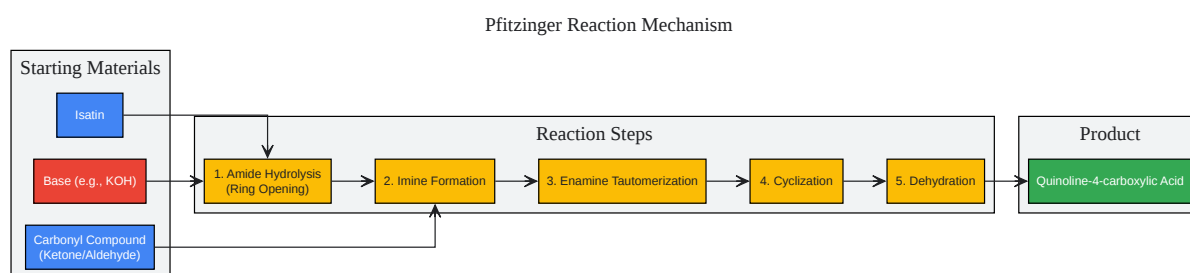 Pfitzinger Reaction Mechanism
Starting Materials
Isatin
Base (e.g., KOH)
Carbonyl Compound
(Ketone/Aldehyde)
Reaction Steps
1. Amide Hydrolysis
(Ring Opening)
2. Imine Formation
3. Enamine Tautomerization
4. Cyclization
5. Dehydration
Product
Quinoline-4-carboxylic Acid